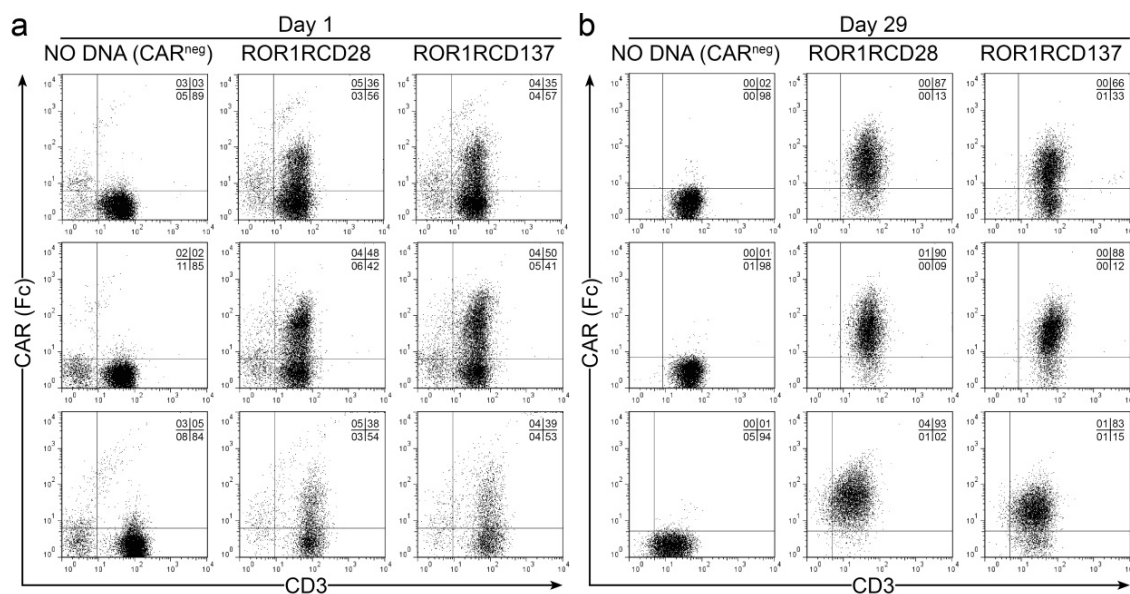 a
Day 1
NO DNA (CARneg) ROR1RCD28 ROR1RCD137
03|03 05|36 04|35
05|89 03|56 04|57
02|02 04|48 04|50
11|85 06|42 05|41
03|05 05|38 04|39
08|84 03|54 04|53
CAR (Fc)
CD3
b
Day 29
NO DNA (CARneg) ROR1RCD28 ROR1RCD137
00|02 00|87 00|66
00|98 00|13 01|33
00|01 01|90 00|88
01|98 00|09 00|12
00|01 04|93 01|83
05|94 01|02 01|15
CAR (Fc)
CD3